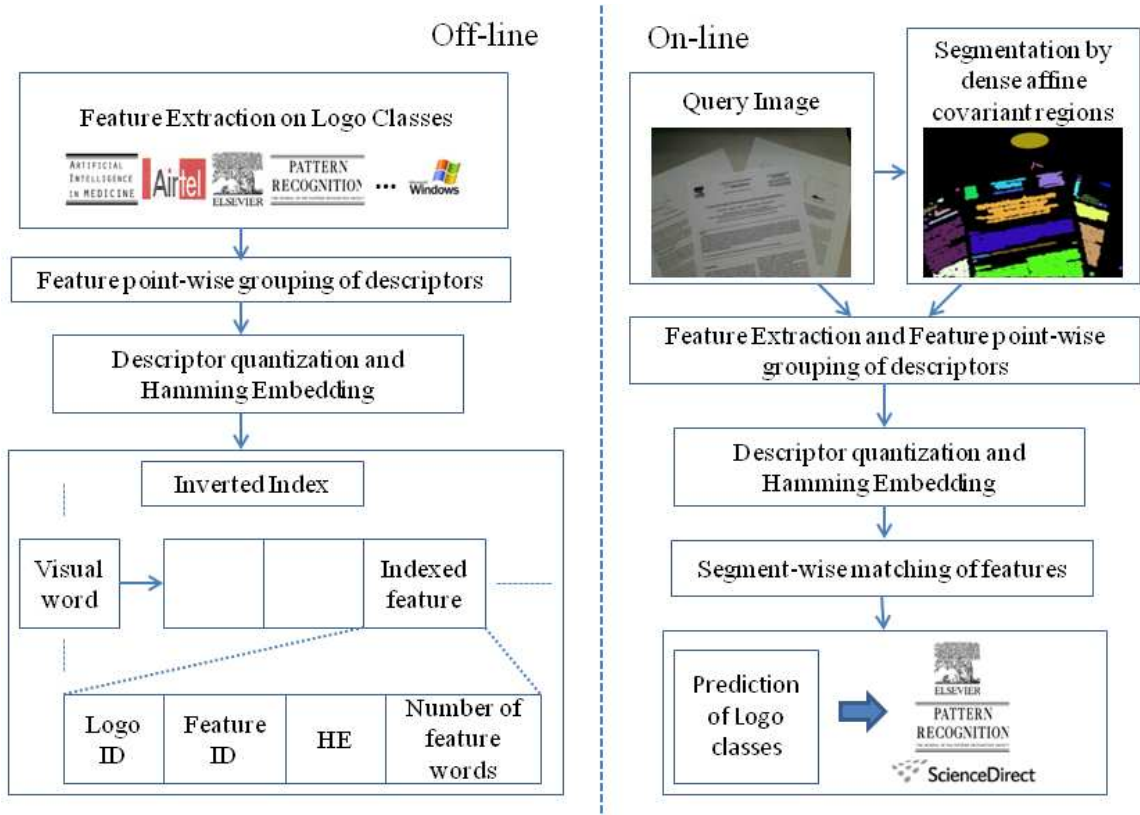 Off-line
Feature Extraction on Logo Classes
ARTIFICIAL
INTELLIGENCE
IN MEDICINE
Airtel
ELSEVIER
PATTERN
RECOGNITION
...
Windows
Feature point-wise grouping of descriptors
Descriptor quantization and
Hamming Embedding
Inverted Index
Visual
word
Indexed
feature
Logo
ID
Feature
ID
HE
Number of
feature
words
On-line
Query Image
Segmentation by
dense affine
covariant regions
Feature Extraction and Feature point-wise
grouping of descriptors
Descriptor quantization and
Hamming Embedding
Segment-wise matching of features
Prediction
of Logo
classes
ELSEVIER
PATTERN
RECOGNITION
ScienceDirect